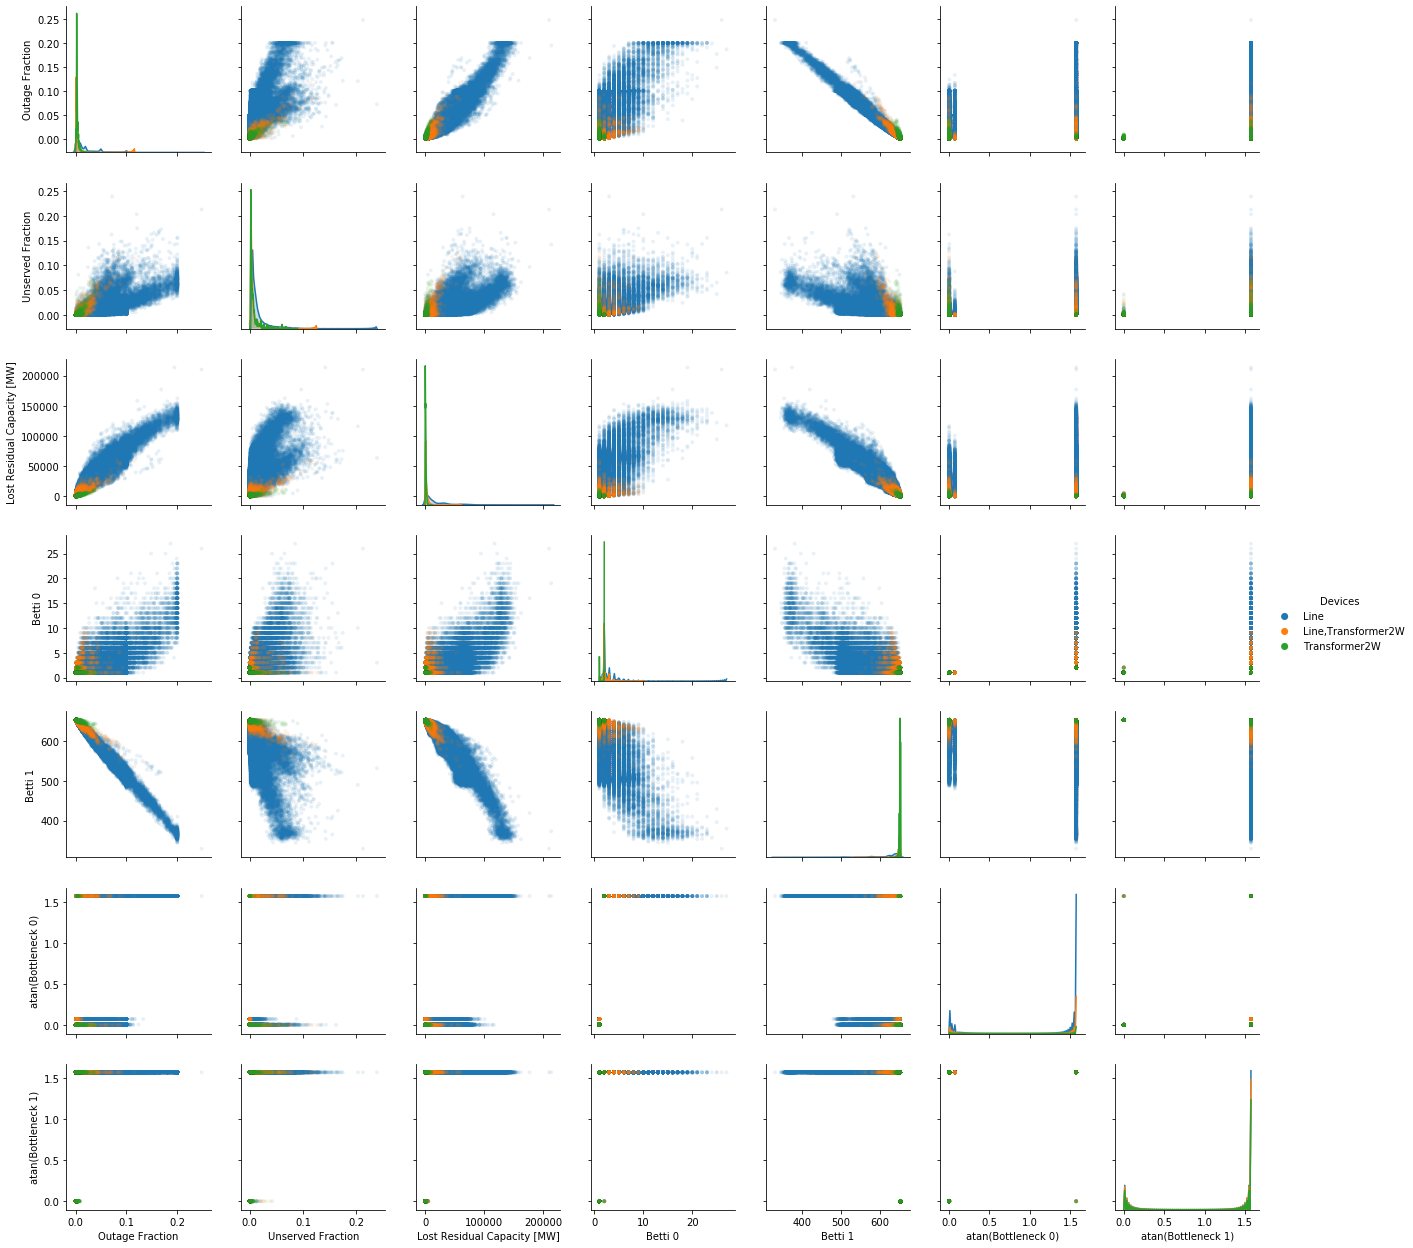 Outage Fraction
0.25
0.20
0.15
0.10
0.05
0.00
Unserved Fraction
0.25
0.20
0.15
0.10
0.05
0.00
Lost Residual Capacity [MW]
200000
150000
100000
50000
0
Betti 0
25
20
15
10
5
0
Devices
Line
Line,Transformer2W
Transformer2W
Betti 1
600
500
400
atan(Bottleneck 0)
1.5
1.0
0.5
0.0
atan(Bottleneck 1)
1.5
1.0
0.5
0.0
0.0 0.1 0.2
0.0 0.1 0.2
0 100000 200000
0 10 20
400 500 600
0.0 0.5 1.0 1.5
0.0 0.5 1.0 1.5
Outage Fraction
Unserved Fraction
Lost Residual Capacity [MW]
Betti 0
Betti 1
atan(Bottleneck 0)
atan(Bottleneck 1)